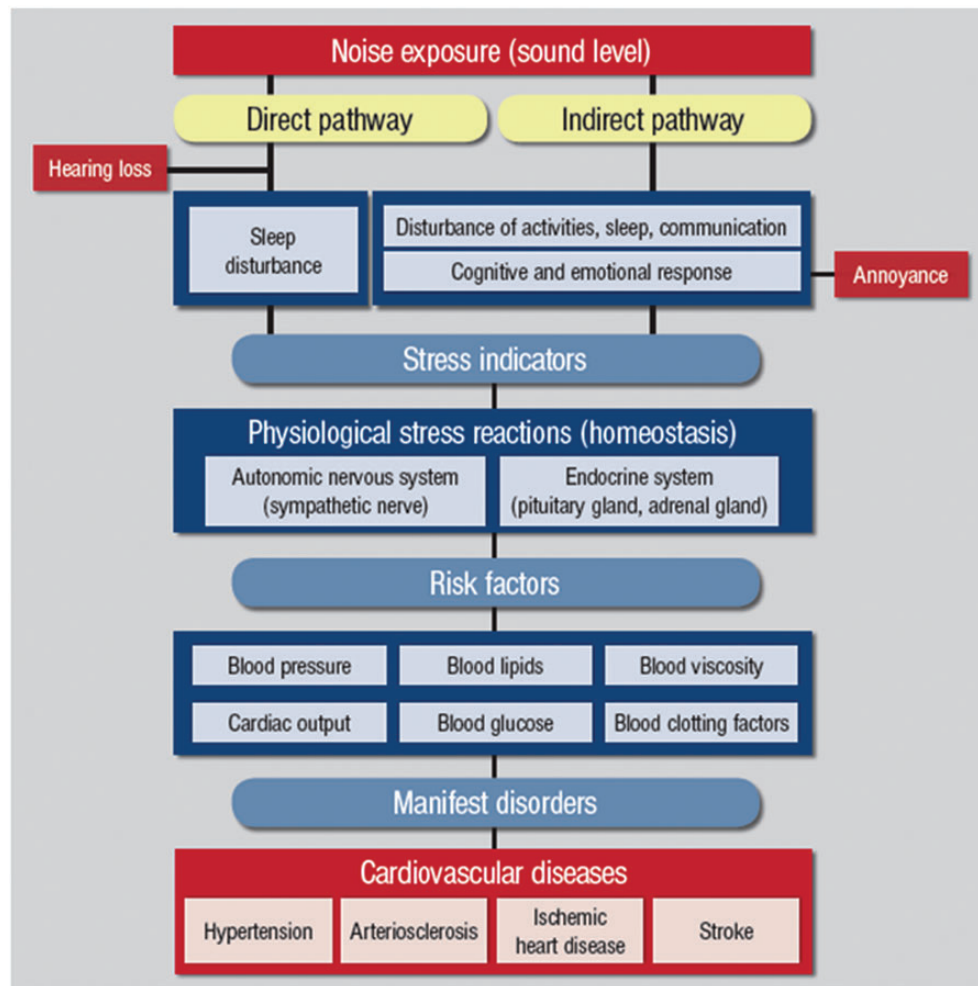 Noise exposure (sound level)
Direct pathway
Indirect pathway
Hearing loss
Sleep
disturbance
Disturbance of activities, sleep, communication
Cognitive and emotional response
Annoyance
Stress indicators
Physiological stress reactions (homeostasis)
Autonomic nervous system
(sympathetic nerve)
Endocrine system
(pituitary gland, adrenal gland)
Risk factors
Blood pressure
Blood lipids
Blood viscosity
Cardiac output
Blood glucose
Blood clotting factors
Manifest disorders
Cardiovascular diseases
Hypertension
Arteriosclerosis
Ischemic
heart disease
Stroke